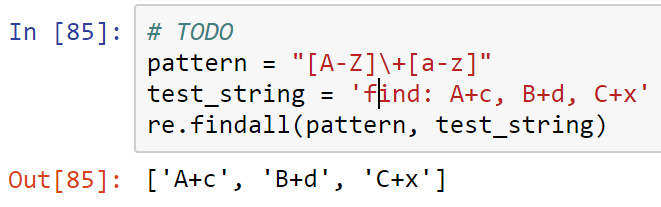 In [85]: # TODO
pattern = "[A-Z]\+[a-z]"
test_string = 'find: A+c, B+d, C+x'
re.findall(pattern, test_string)
Out[85]: ['A+c', 'B+d', 'C+x']